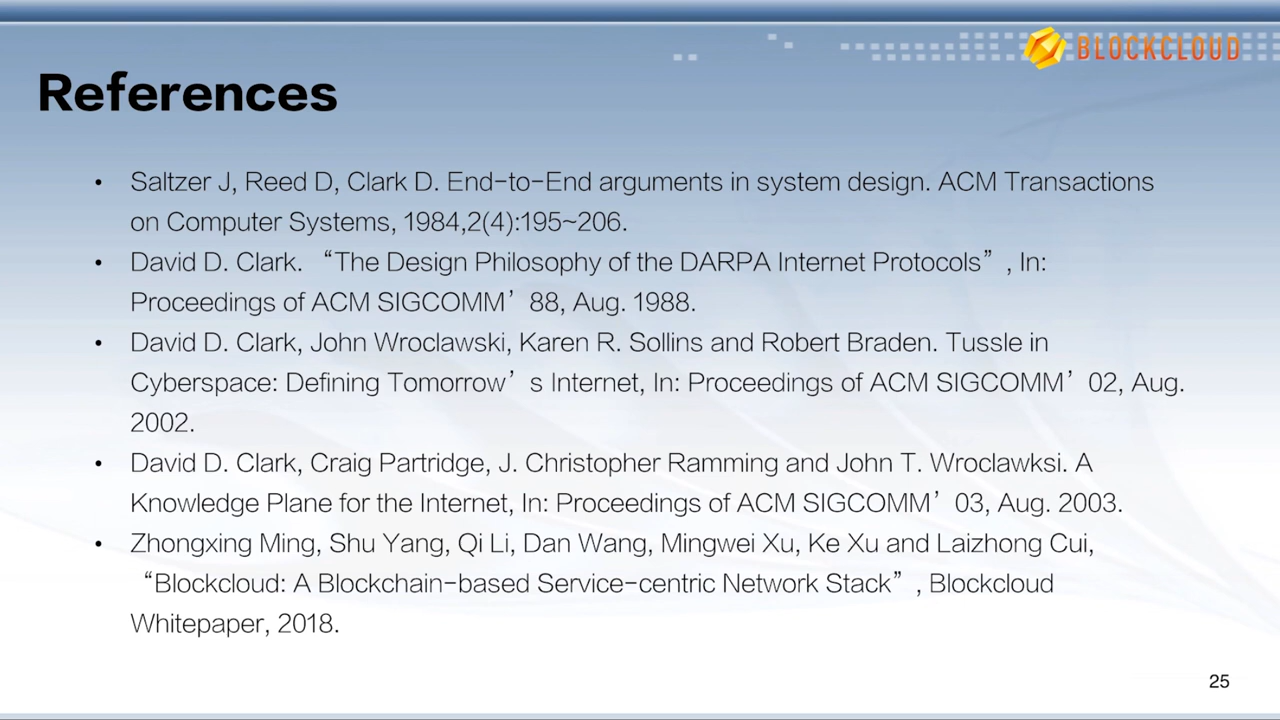 BLOCKCLOUD
References
• Saltzer J, Reed D, Clark D. End-to-End arguments in system design. ACM Transactions
on Computer Systems, 1984,2(4):195~206.
• David D. Clark. “The Design Philosophy of the DARPA Internet Protocols”, In:
Proceedings of ACM SIGCOMM’88, Aug. 1988.
• David D. Clark, John Wroclawski, Karen R. Sollins and Robert Braden. Tussle in
Cyberspace: Defining Tomorrow’s Internet, In: Proceedings of ACM SIGCOMM’02, Aug.
2002.
• David D. Clark, Craig Partridge, J. Christopher Ramming and John T. Wroclawksi. A
Knowledge Plane for the Internet, In: Proceedings of ACM SIGCOMM’03, Aug. 2003.
• Zhongxing Ming, Shu Yang, Qi Li, Dan Wang, Mingwei Xu, Ke Xu and Laizhong Cui,
“Blockcloud: A Blockchain-based Service-centric Network Stack”, Blockcloud
Whitepaper, 2018.
25